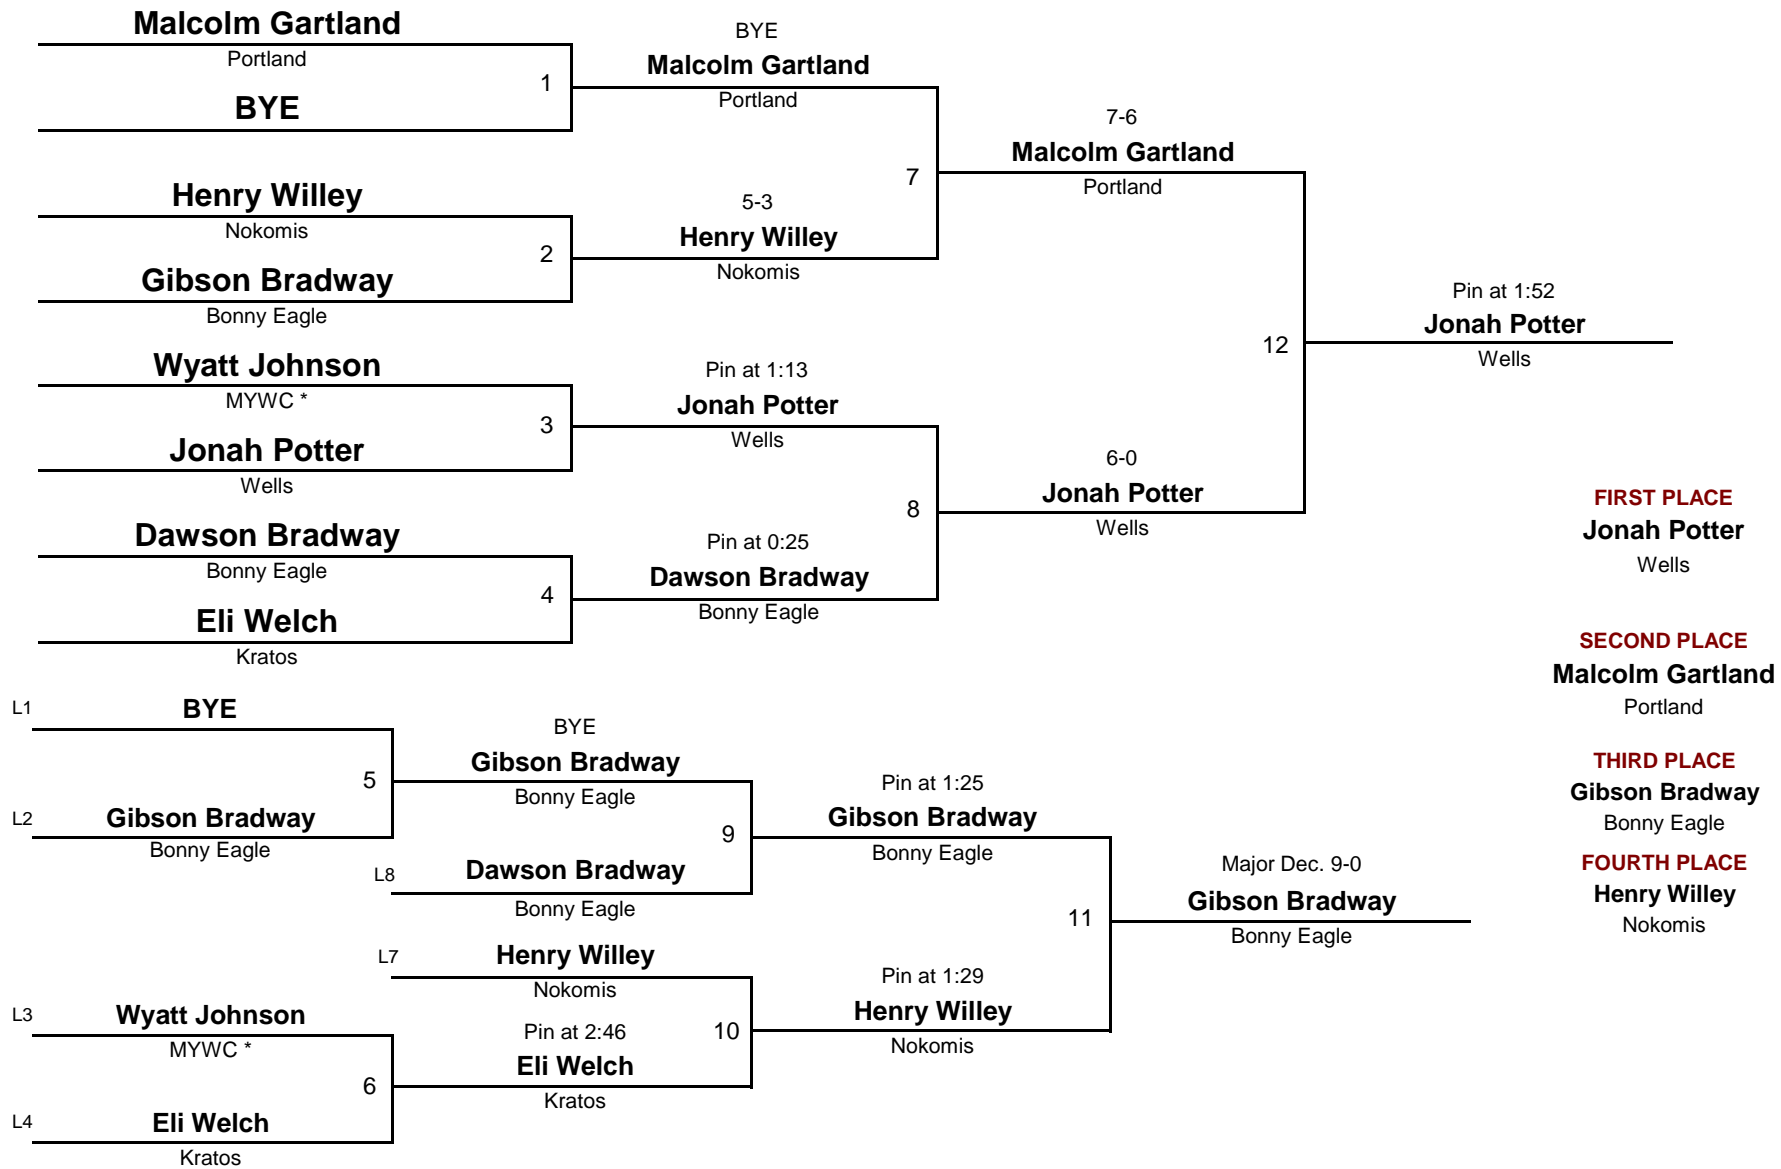 Malcolm Gartland
Portland
1
BYE
Henry Willey
Nokomis
2
Gibson Bradway
Bonny Eagle
Wyatt Johnson
MYWC *
3
Jonah Potter
Wells
Dawson Bradway
Bonny Eagle
4
Eli Welch
Kratos
BYE
Malcolm Gartland
Portland
7
5-3
Henry Willey
Nokomis
Pin at 1:13
Jonah Potter
Wells
8
Pin at 0:25
Dawson Bradway
Bonny Eagle
7-6
Malcolm Gartland
Portland
12
6-0
Jonah Potter
Wells
Pin at 1:52
Jonah Potter
Wells
FIRST PLACE
Jonah Potter
Wells
SECOND PLACE
Malcolm Gartland
Portland
THIRD PLACE
Gibson Bradway
Bonny Eagle
FOURTH PLACE
Henry Willey
Nokomis
L1
BYE
5
L2
Gibson Bradway
Bonny Eagle
L3
Wyatt Johnson
MYWC *
6
L4
Eli Welch
Kratos
BYE
Gibson Bradway
Bonny Eagle
9
L8
Dawson Bradway
Bonny Eagle
L7
Henry Willey
Nokomis
10
Pin at 2:46
Eli Welch
Kratos
Pin at 1:25
Gibson Bradway
Bonny Eagle
11
Pin at 1:29
Henry Willey
Nokomis
Major Dec. 9-0
Gibson Bradway
Bonny Eagle